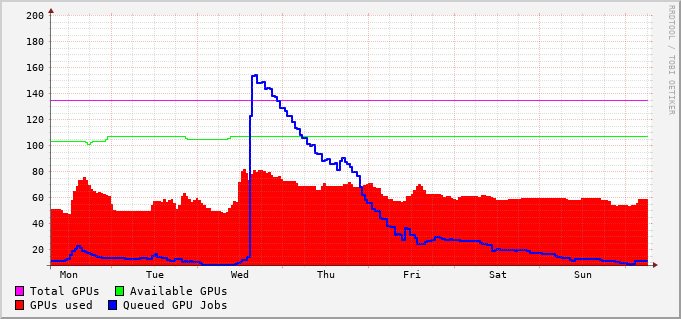 200
180
160
140
120
100
80
60
40
20
Mon Tue Wed Thu Fri Sat Sun
Total GPUs Available GPUs
GPUs used Queued GPU Jobs
RRDTOOL / TOBI OETIKER